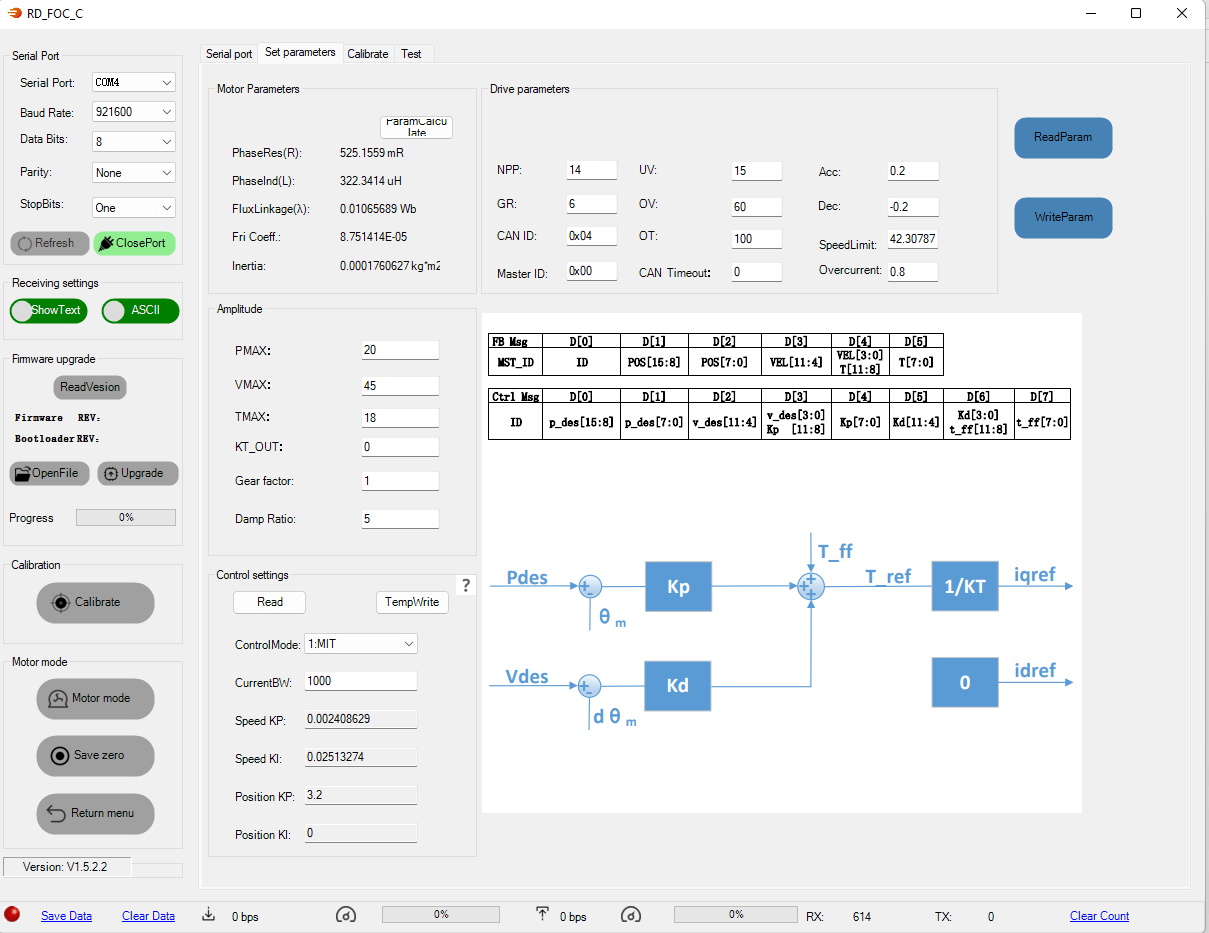 RD_FOC_C
Serial Port
Serial Port: COM4
Baud Rate: 921600
Data Bits: 8
Parity: None
StopBits: One
Refresh ClosePort
Receiving settings
ShowText ASCII
Firmware upgrade
ReadVesion
Firmware REV:
Bootloader REV:
OpenFile Upgrade
Progress 0%
Calibration
Calibrate
Motor mode
Motor mode
Save zero
Return menu
Version: V1.5.2.2
Serial port Set parameters Calibrate Test
Motor Parameters
ParamCalcu
late
PhaseRes(R): 525.1559 mR
PhaseInd(L): 322.3414 uH
FluxLinkage(λ): 0.01065689 Wb
Fri Coeff.: 8.751414E-05
Inertia: 0.0001760627 kg*m2
Drive parameters
NPP: 14 UV: 15 Acc: 0.2
GR: 6 OV: 60 Dec: -0.2
CAN ID: 0x04 OT: 100 SpeedLimit: 42.30787
Master ID: 0x00 CAN Timeout: 0 Overcurrent: 0.8
ReadParam
WriteParam
Amplitude
PMAX: 20
VMAX: 45
TMAX: 18
KT_OUT: 0
Gear factor: 1
Damp Ratio: 5
Control settings
?
Read TempWrite
ControlMode: 1:MIT
CurrentBW: 1000
Speed KP: 0.002408629
Speed KI: 0.02513274
Position KP: 3.2
Position KI: 0
FB Msg D[0] D[1] D[2] D[3] D[4] D[5]
MST_ID ID POS[15:8] POS[7:0] VEL[11:4] VEL[3:0] T[11:8] T[7:0]
Ctrl Msg D[0] D[1] D[2] D[3] D[4] D[5] D[6] D[7]
ID p_des[15:8] p_des[7:0] v_des[11:4] v_des[3:0] Kp [11:8] Kp[7:0] Kd[11:4] Kd[3:0] t_ff[11:8] t_ff[7:0]
T_ff
Pdes + - Kp + + + T_ref 1/KT iqref
θ m
Vdes + - Kd 0 idref
d θ m
Save Data Clear Data 0 bps 0% 0 bps 0% RX: 614 TX: 0 Clear Count